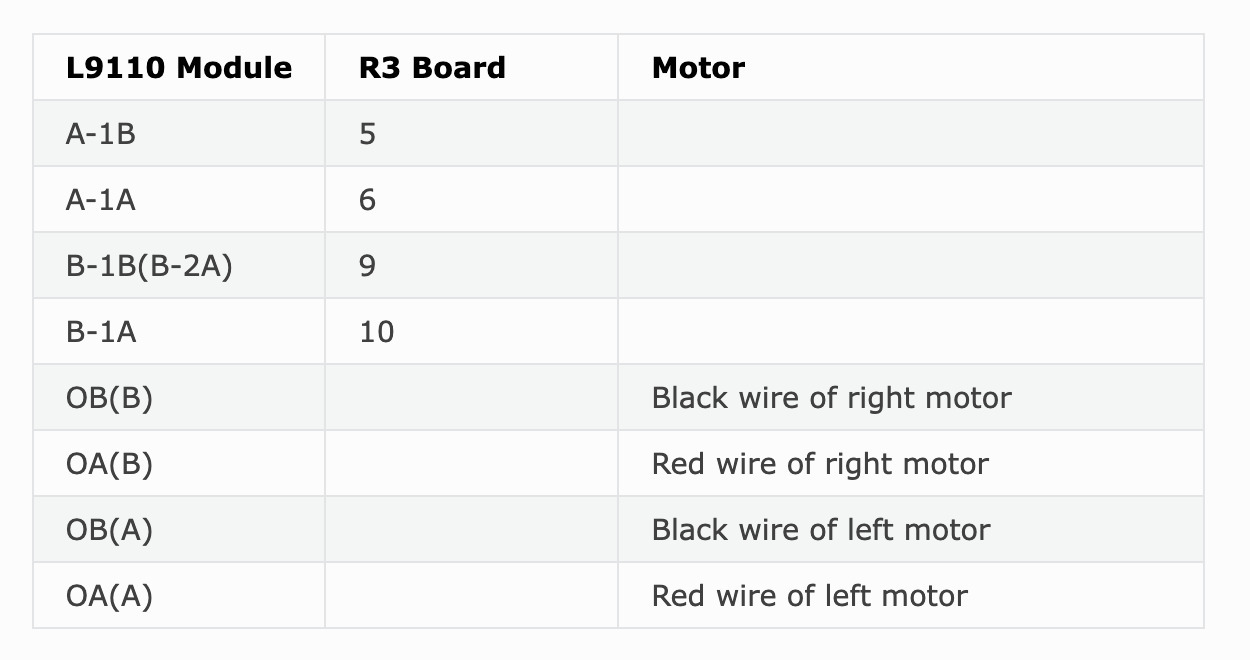 L9110 Module R3 Board Motor
A-1B 5
A-1A 6
B-1B(B-2A) 9
B-1A 10
OB(B) Black wire of right motor
OA(B) Red wire of right motor
OB(A) Black wire of left motor
OA(A) Red wire of left motor